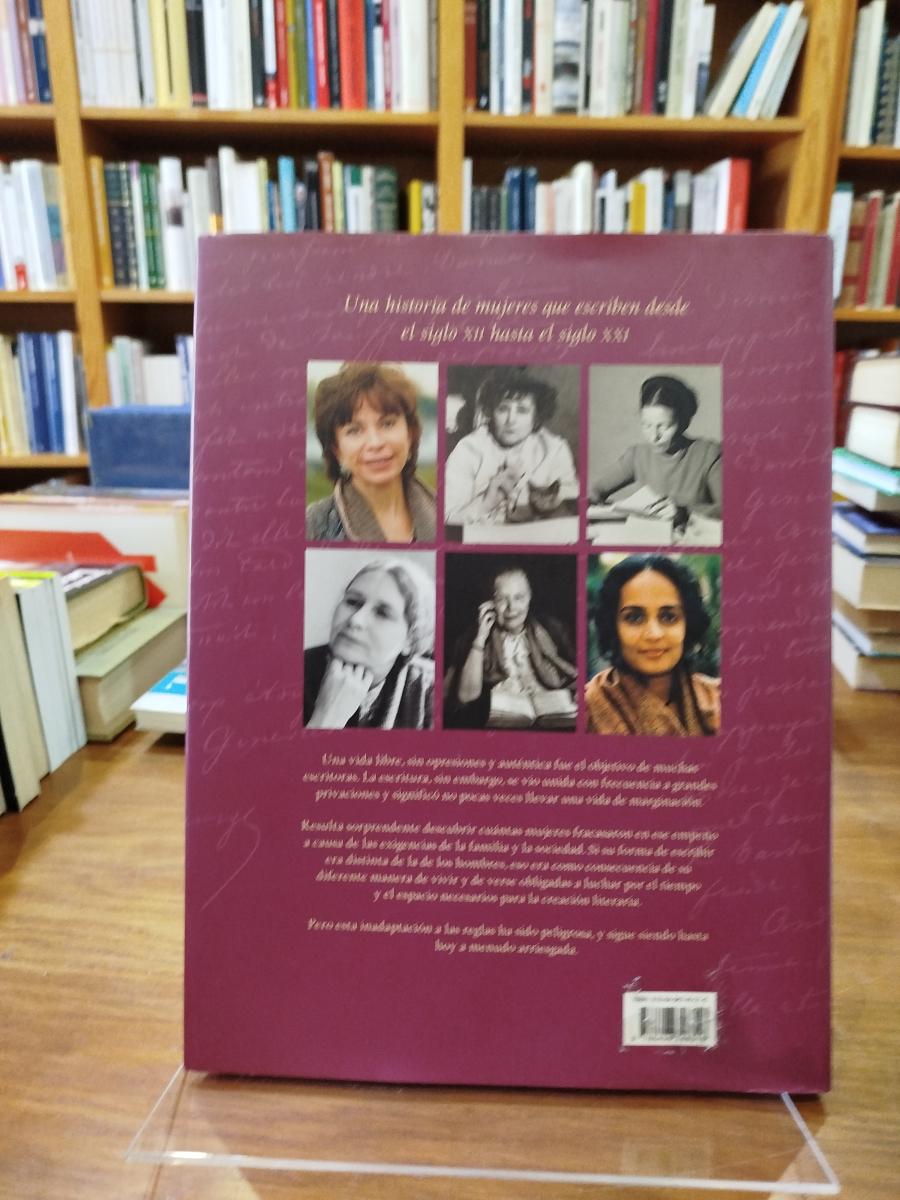 Una historia de mujeres que escriben desde
el siglo XII hasta el siglo XXI
Una vida libre, sin opresiones y auténtica fue el objetivo de muchas
escritoras. La escritura, sin embargo, se vio unida con frecuencia a grandes
privaciones y significó no pocas veces llevar una vida de marginación.
Resulta sorprendente descubrir cuántas mujeres fracasaron en ese empeño
a causa de las exigencias de la familia y la sociedad. Si su forma de escribir
era distinta de la de los hombres, eso era como consecuencia de su
diferente manera de vivir y de verse obligadas a luchar por el tiempo
y el espacio necesarios para la creación literaria.
Pero esta inadaptación a las reglas ha sido peligrosa, y sigue siendo hasta
hoy a menudo arriesgada.